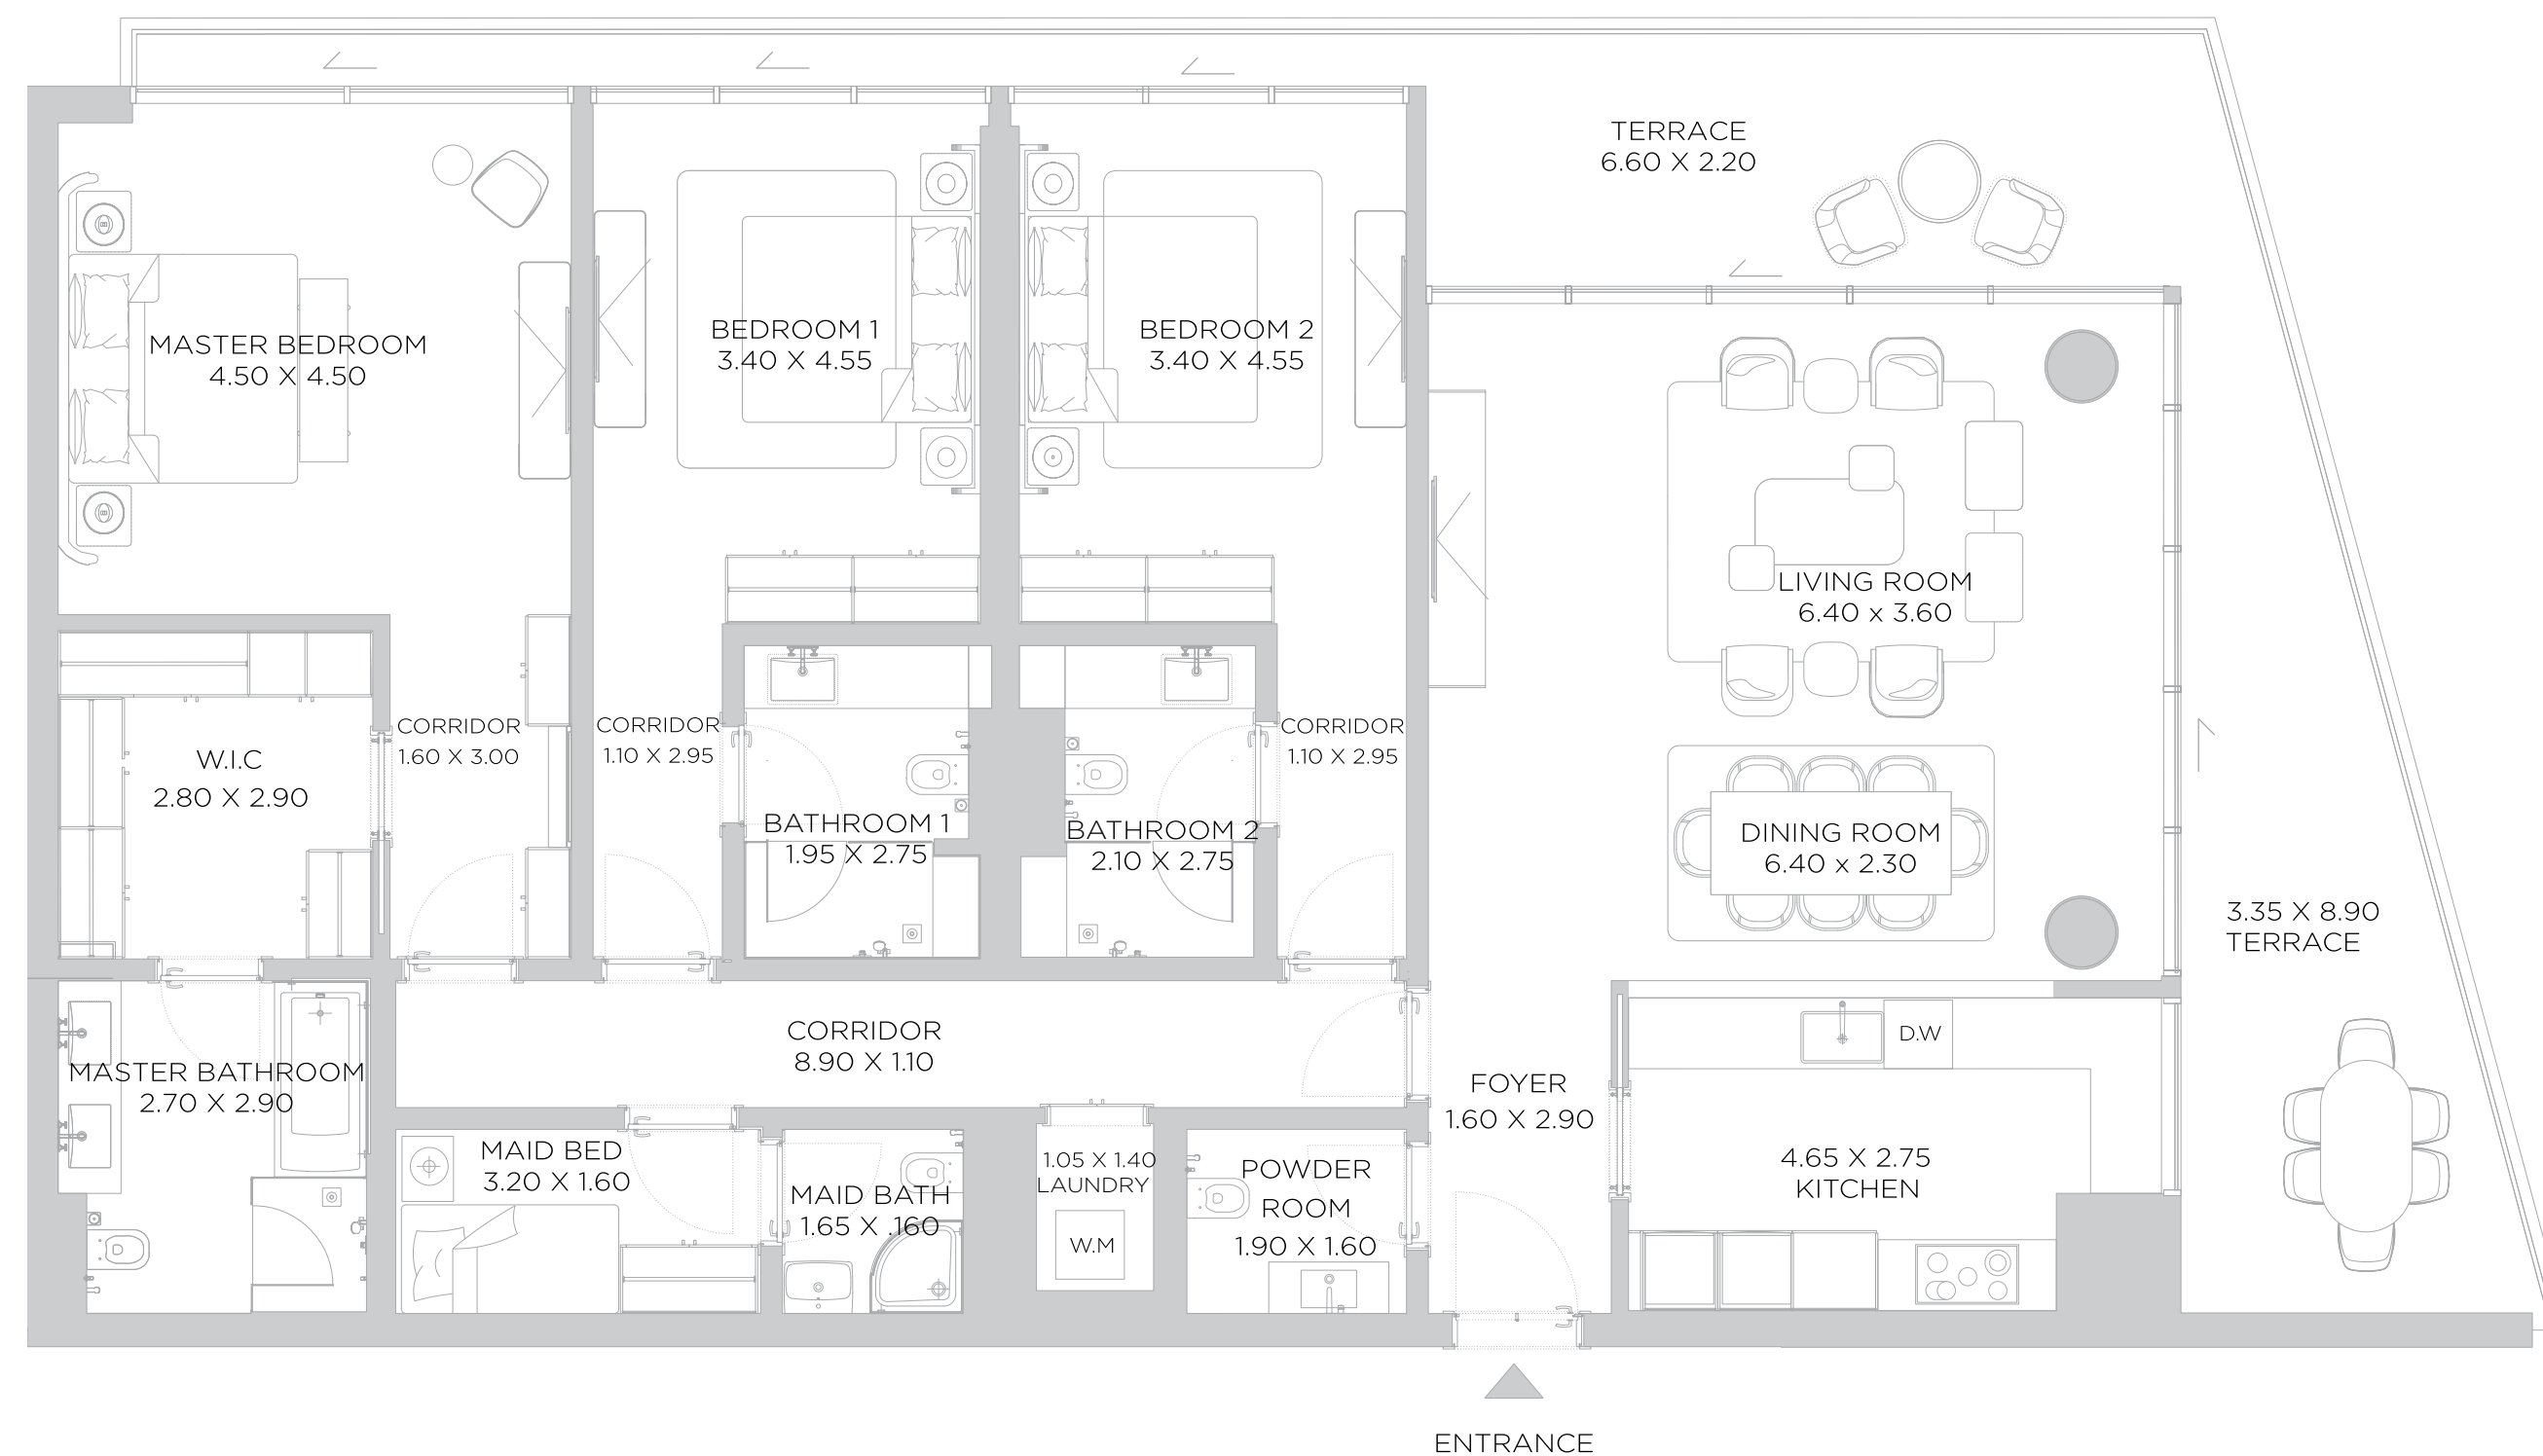 TERRACE
6.60 X 2.20
MASTER BEDROOM
4.50 X 4.50
BEDROOM 1
3.40 X 4.55
BEDROOM 2
3.40 X 4.55
LIVING ROOM
6.40 x 3.60
W.I.C
2.80 X 2.90
CORRIDOR
1.60 X 3.00
CORRIDOR
1.10 X 2.95
BATHROOM 1
1.95 X 2.75
BATHROOM 2
2.10 X 2.75
CORRIDOR
1.10 X 2.95
DINING ROOM
6.40 x 2.30
3.35 X 8.90
TERRACE
MASTER BATHROOM
2.70 X 2.90
CORRIDOR
8.90 X 1.10
FOYER
1.60 X 2.90
D.W
4.65 X 2.75
KITCHEN
MAID BED
3.20 X 1.60
MAID BATH
1.65 X .160
1.05 X 1.40
LAUNDRY
W.M
POWDER
ROOM
1.90 X 1.60
ENTRANCE